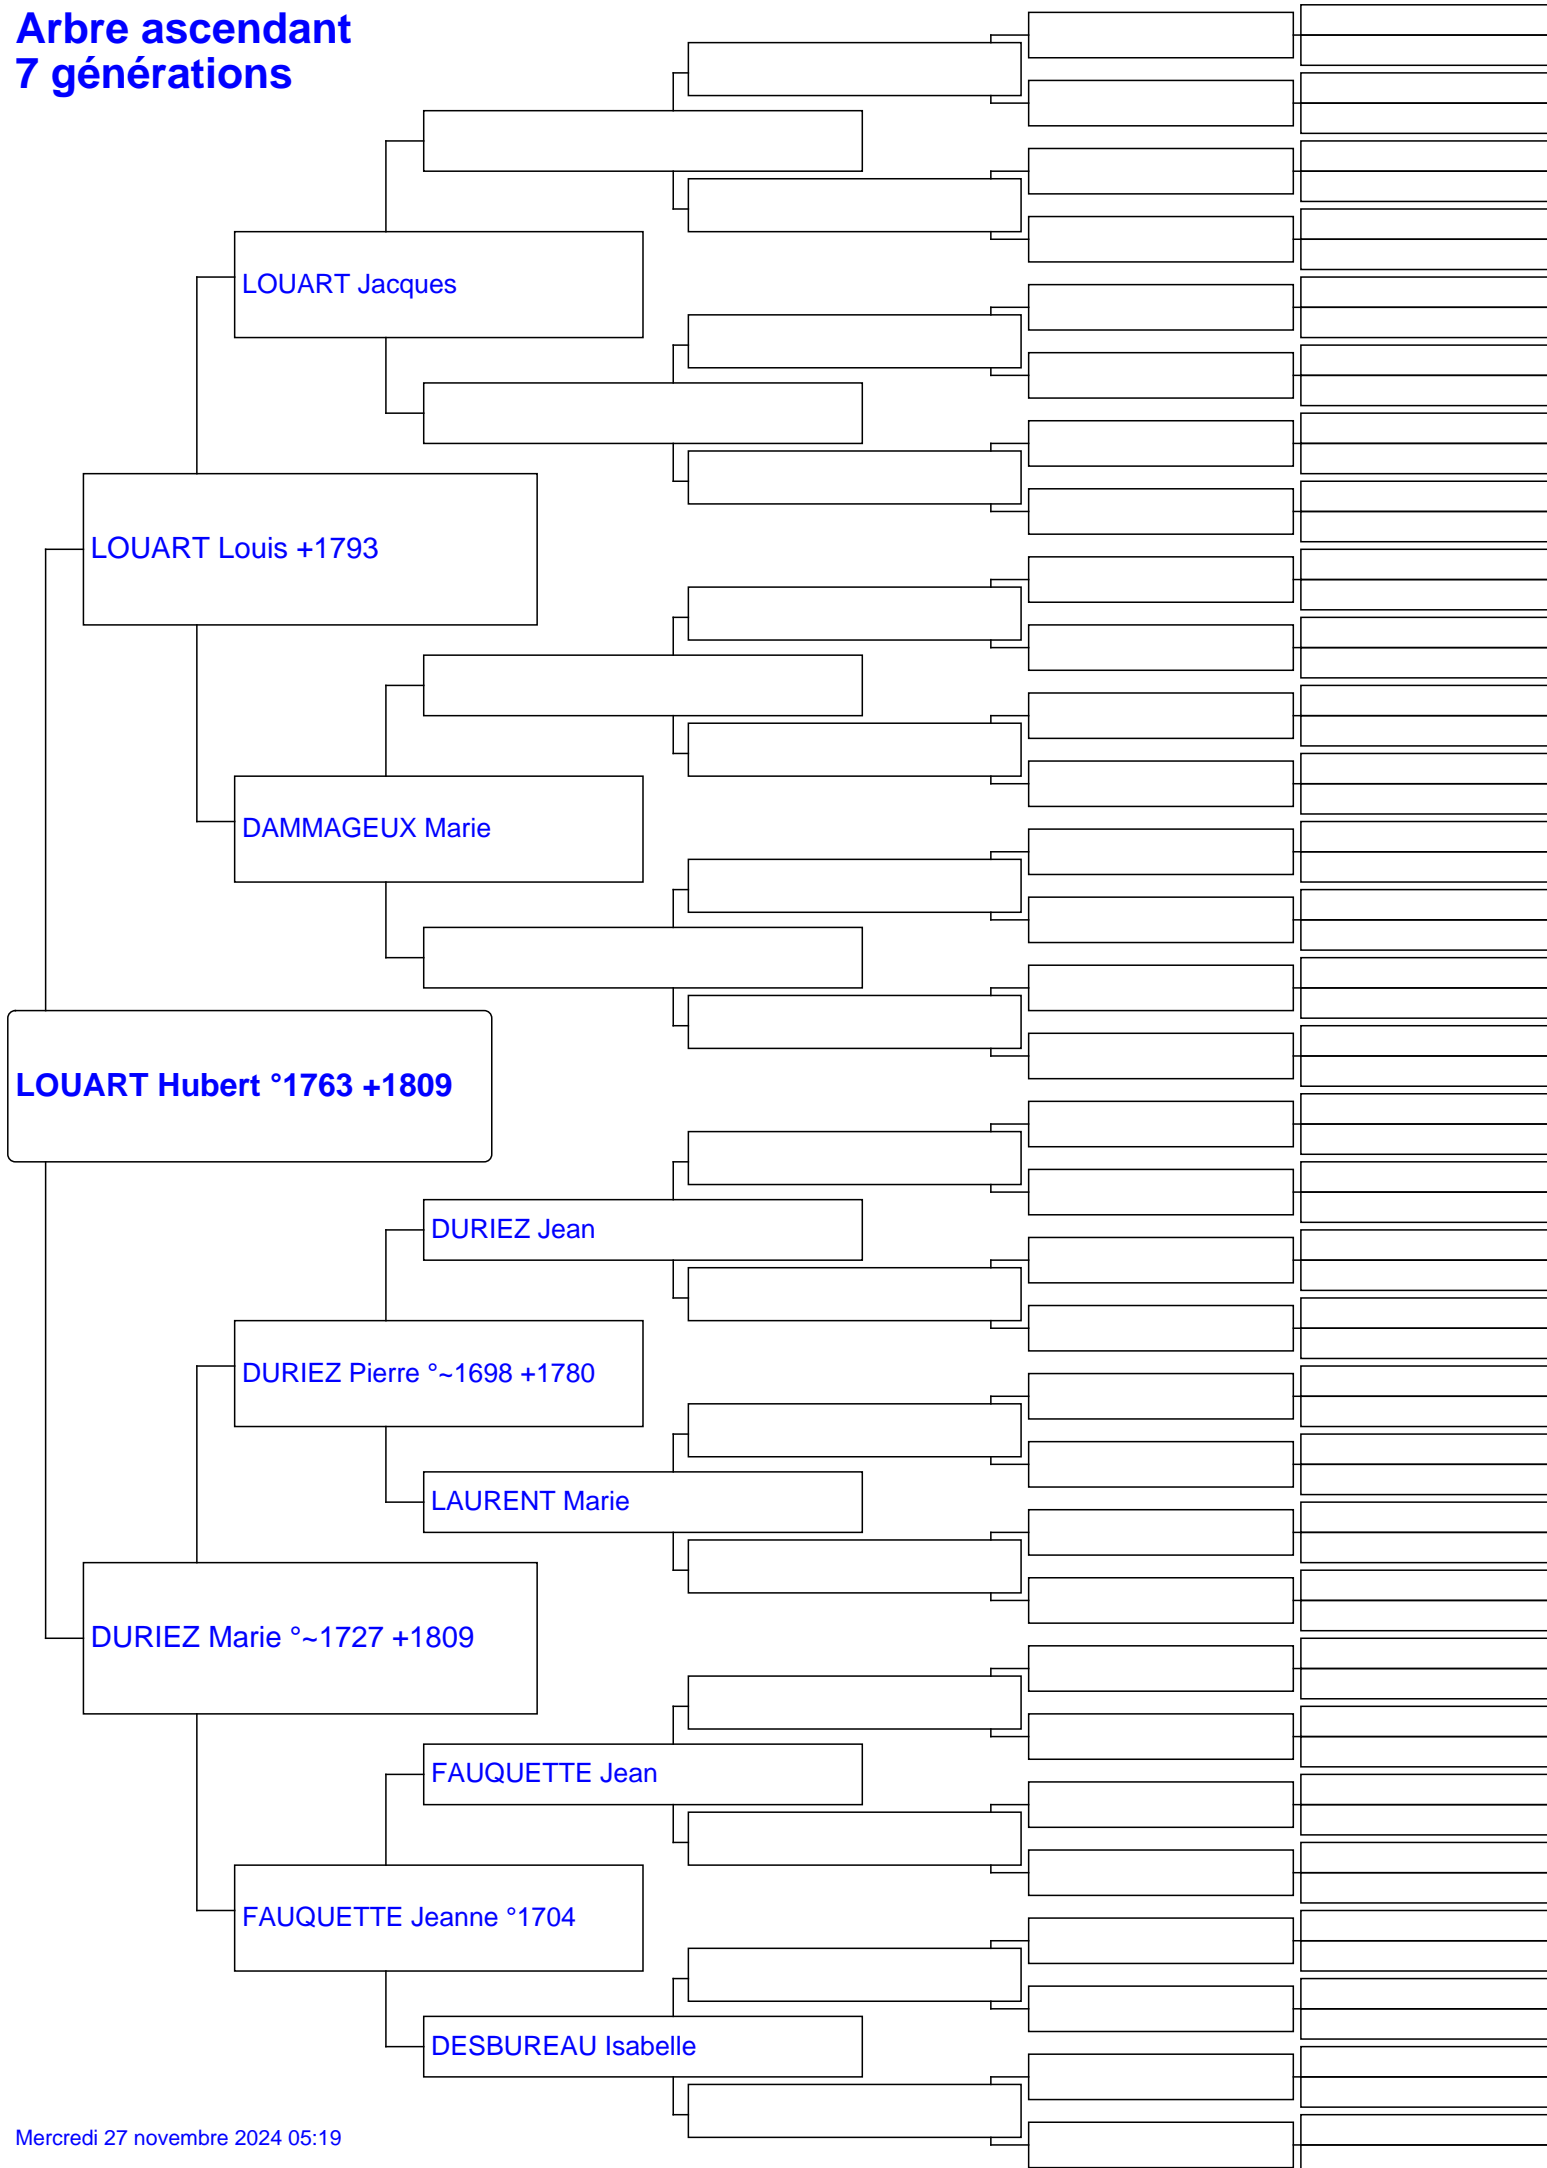 Arbre ascendant
7 générations
LOUART Jacques
LOUART Louis +1793
DAMMAGEUX Marie
LOUART Hubert °1763 +1809
DURIEZ Jean
DURIEZ Pierre °~1698 +1780
LAURENT Marie
DURIEZ Marie °~1727 +1809
FAUQUETTE Jean
FAUQUETTE Jeanne °1704
DESBUREAU Isabelle
Mercredi 27 novembre 2024 05:19